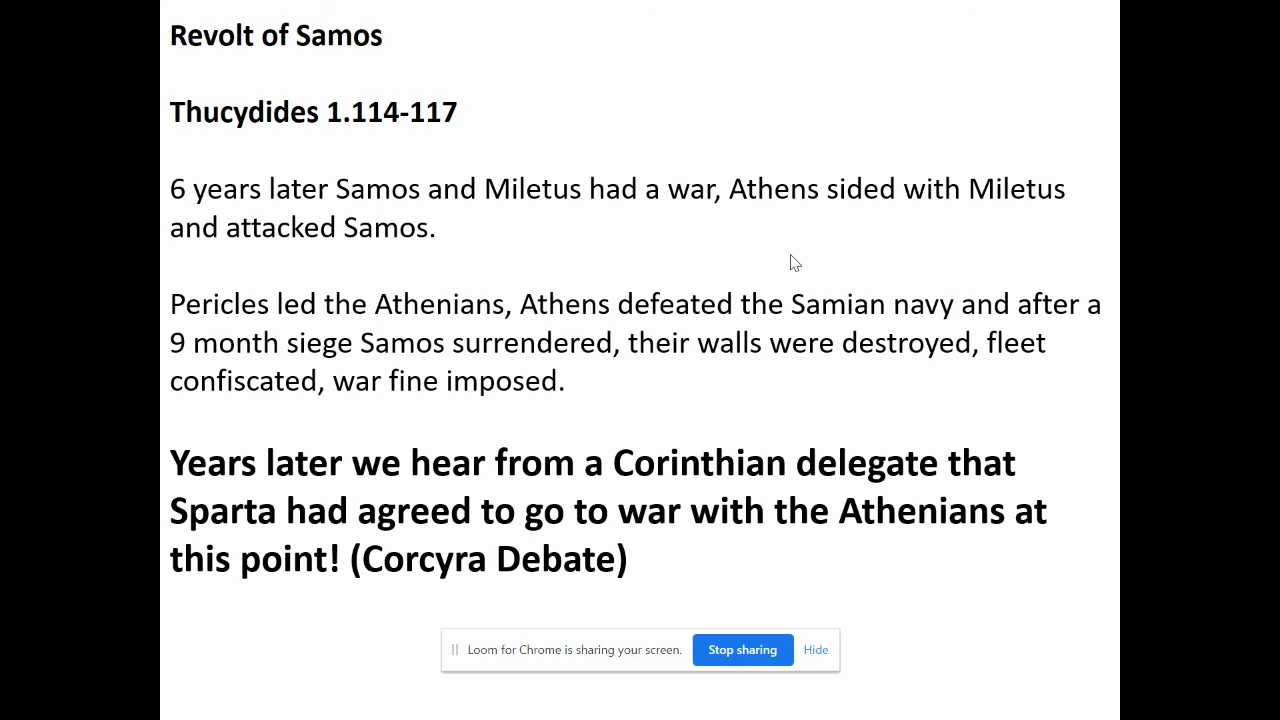 Revolt of Samos
Thucydides 1.114-117
6 years later Samos and Miletus had a war, Athens sided with Miletus
and attacked Samos.
Pericles led the Athenians, Athens defeated the Samian navy and after a
9 month siege Samos surrendered, their walls were destroyed, fleet
confiscated, war fine imposed.
Years later we hear from a Corinthian delegate that
Sparta had agreed to go to war with the Athenians at
this point! (Corcyra Debate)
Loom for Chrome is sharing your screen. Stop sharing Hide